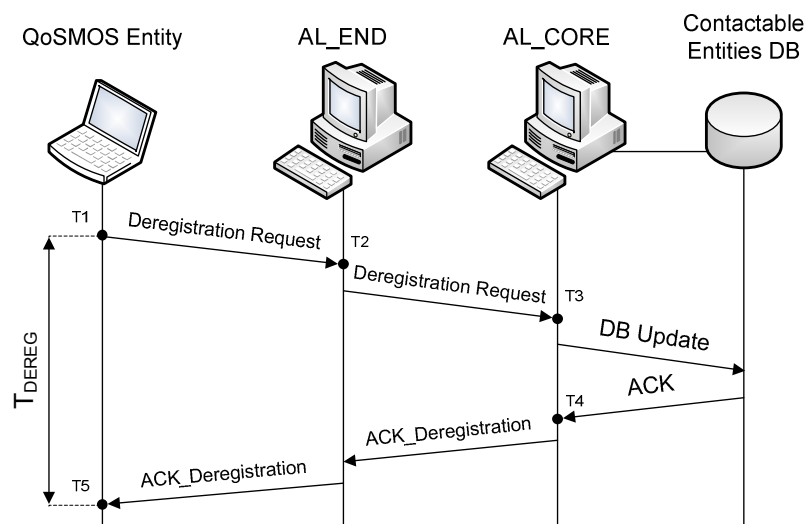 QoSMOS Entity
AL_END
AL_CORE
Contactable
Entities DB
T1
Deregistration Request
T2
Deregistration Request
T3
DB Update
ACK
T4
ACK_Deregistration
ACK_Deregistration
T5
TDEREG